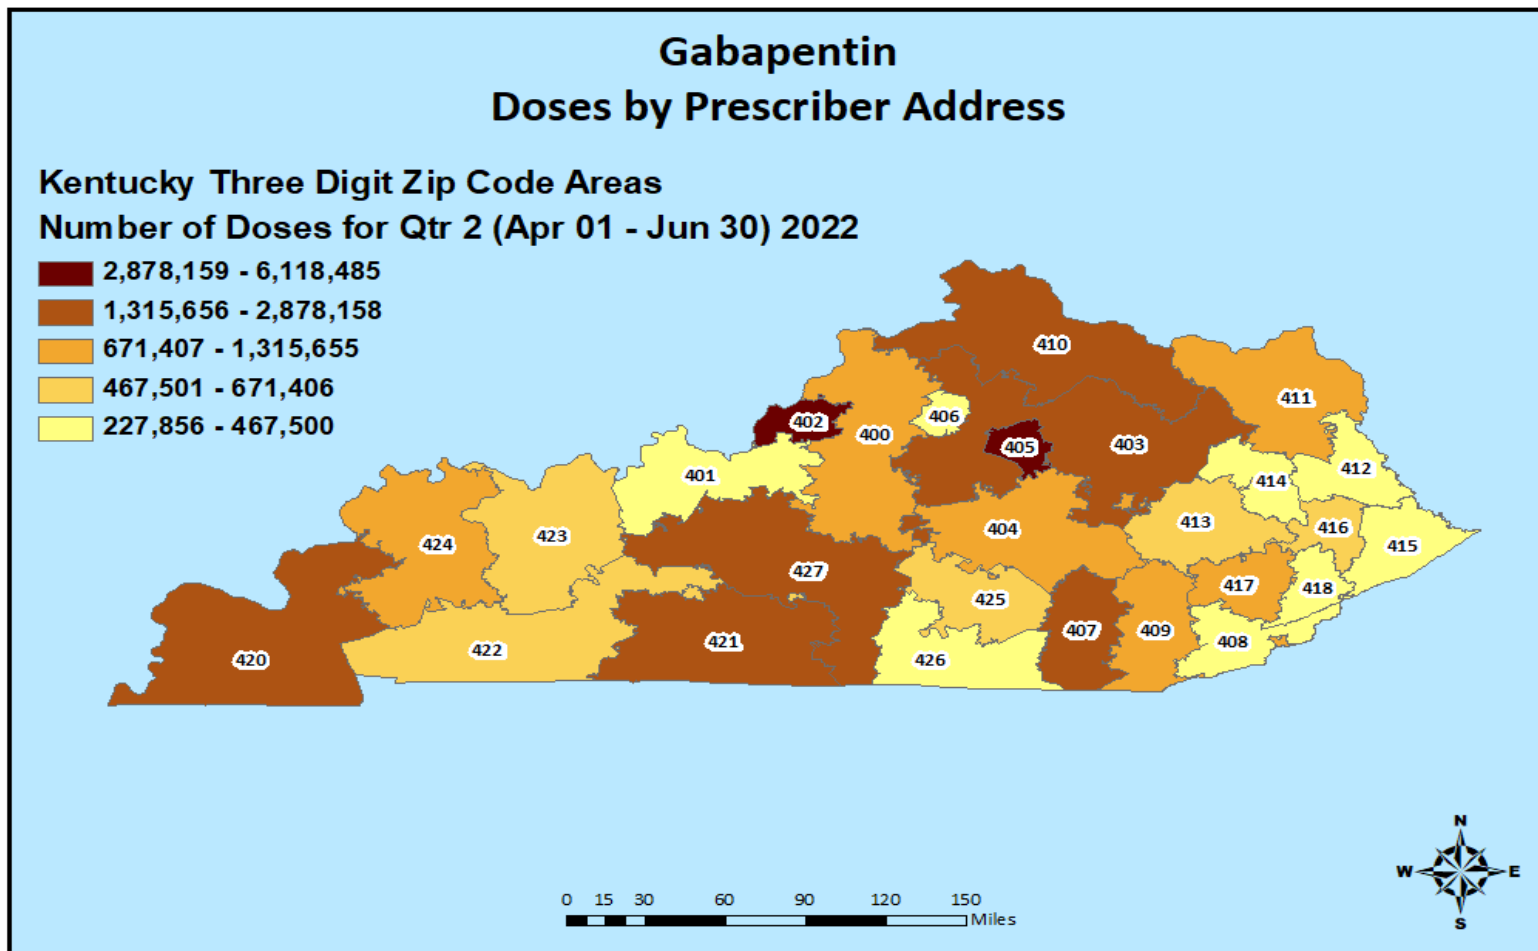 Gabapentin
Doses by Prescriber Address
Kentucky Three Digit Zip Code Areas
Number of Doses for Qtr 2 (Apr 01 - Jun 30) 2022
2,878,159 - 6,118,485
1,315,656 - 2,878,158
671,407 - 1,315,655
467,501 - 671,406
227,856 - 467,500
410
411
402
406
400
405
403
401
414
412
424
423
404
413
416
415
427
417
418
425
420
422
421
426
407
409
408
N
W E
S
0 15 30 60 90 120 150
Miles